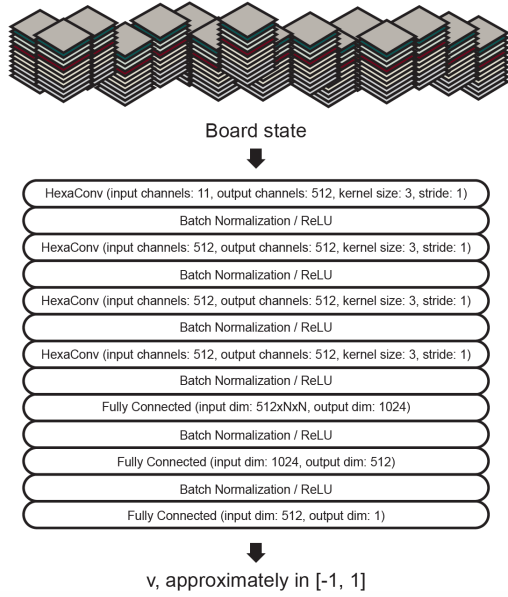 Board state
HexaConv (input channels: 11, output channels: 512, kernel size: 3, stride: 1)
Batch Normalization / ReLU
HexaConv (input channels: 512, output channels: 512, kernel size: 3, stride: 1)
Batch Normalization / ReLU
HexaConv (input channels: 512, output channels: 512, kernel size: 3, stride: 1)
Batch Normalization / ReLU
HexaConv (input channels: 512, output channels: 512, kernel size: 3, stride: 1)
Batch Normalization / ReLU
Fully Connected (input dim: 512xNxN, output dim: 1024)
Batch Normalization / ReLU
Fully Connected (input dim: 1024, output dim: 512)
Batch Normalization / ReLU
Fully Connected (input dim: 512, output dim: 1)
v, approximately in [-1, 1]